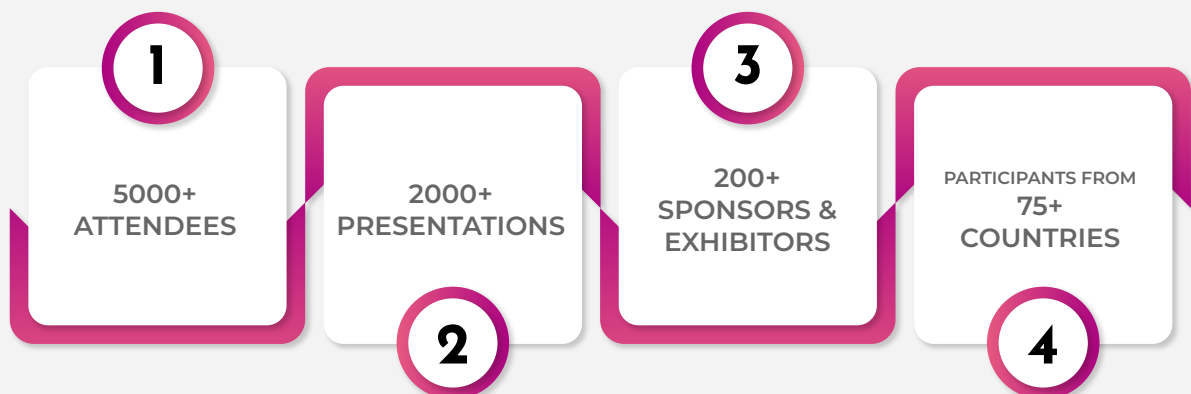 1
5000+
ATTENDEES
2000+
PRESENTATIONS
2
3
200+
SPONSORS &
EXHIBITORS
PARTICIPANTS FROM
75+
COUNTRIES
4